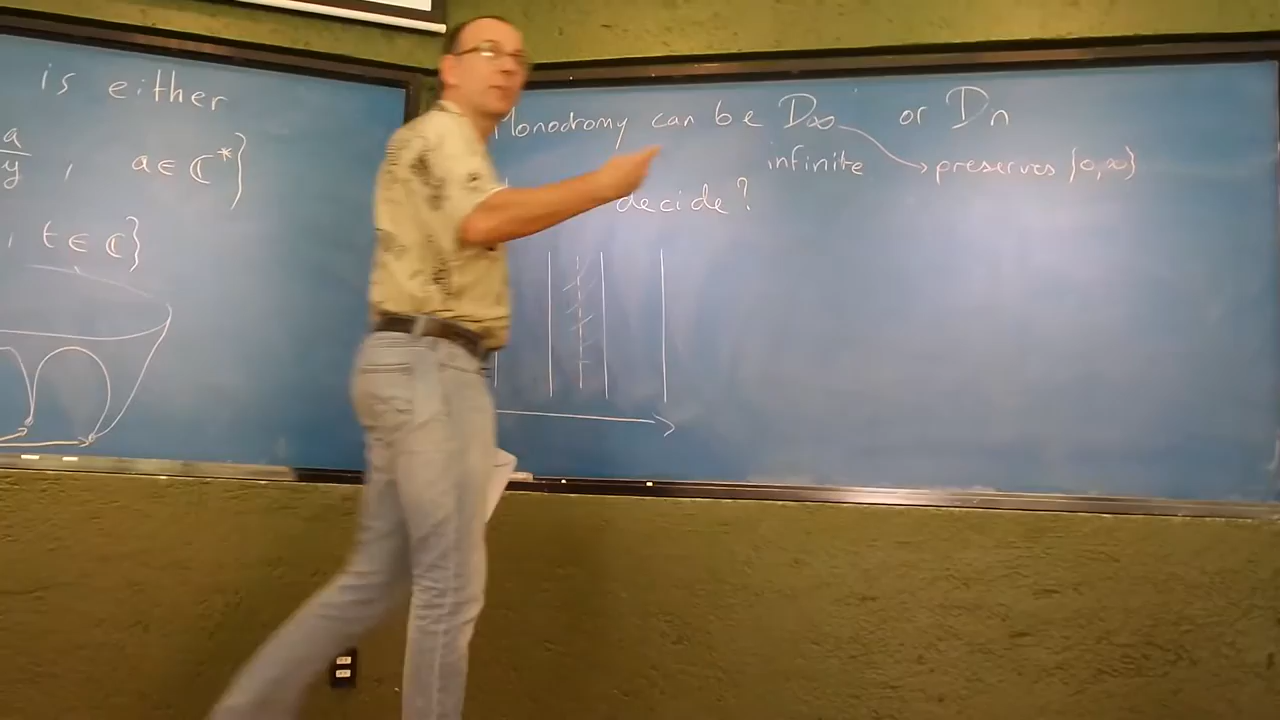 is either
a/y , a ∈ ℂ*}
, t ∈ ℂ}
Monodromy can be D∞ or Dn
infinite → preserves {0,∞}
decide?